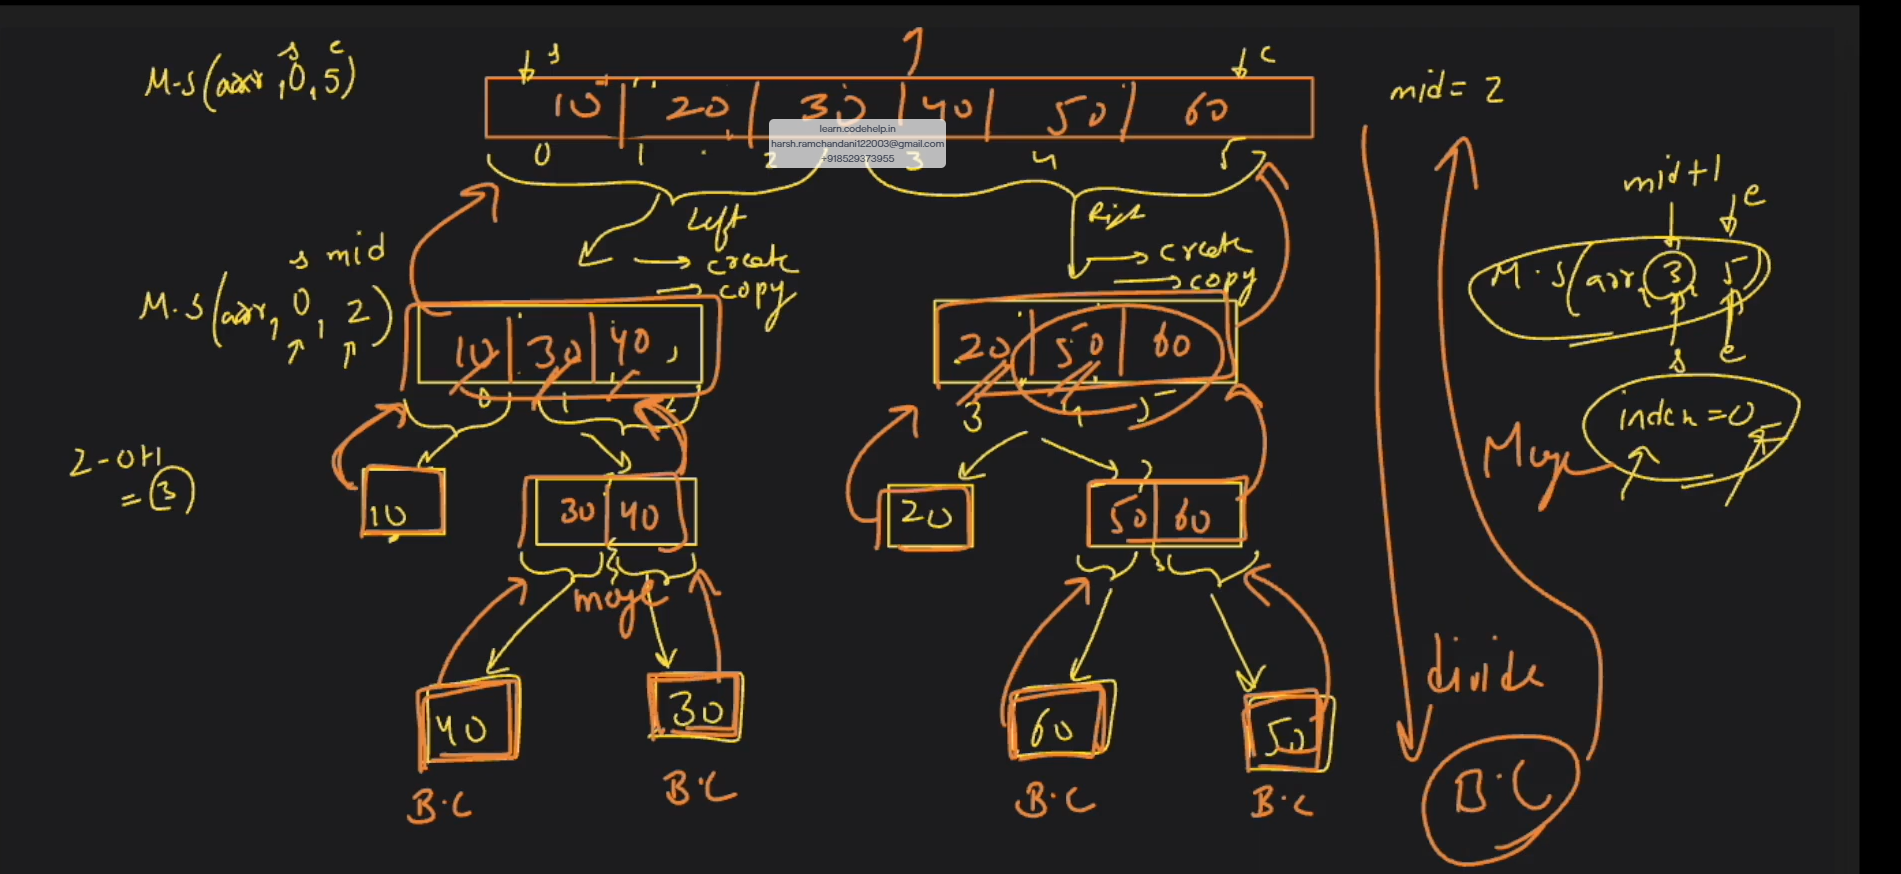 M-S(arr, 0, 5)
s e
s
e
10 | 20 | 30 | 40 | 50 | 60
0 1 2 3 4 5
mid = 2
learn.codehelp.in
harsh.ramchandani122003@gmail.com
+918529373955
Left
→ create
→ copy
Right
→ create
→ copy
mid+1
e
M.S(arr, 3, 5)
s e
s mid
M.S(arr, 0, 2)
10 | 30 | 40
0 1 2
20 | 50 | 60
3 4 5
index = 0
Merge
2-0+1
= 3
10
30 | 40
20
50 | 60
merge
40
30
60
50
B.C
B.C
B.C
B.C
divide
B.C